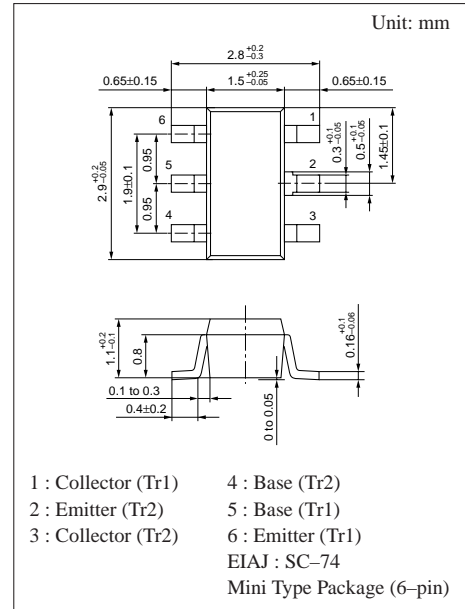 Unit: mm
2.8 +0.2 −0.3
0.65±0.15 1.5 +0.25 −0.05 0.65±0.15
6 1
5 2
4 3
2.9 +0.2 −0.05
1.9±0.1
0.95
0.95
0.3 +0.1 −0.05
0.5 +0.1 −0.05
1.45±0.1
1.1 +0.2 −0.1
0.8
0.16 +0.1 −0.06
0.1 to 0.3
0.4±0.2
0 to 0.05
1 : Collector (Tr1) 4 : Base (Tr2)
2 : Emitter (Tr2) 5 : Base (Tr1)
3 : Collector (Tr2) 6 : Emitter (Tr1)
EIAJ : SC–74
Mini Type Package (6–pin)